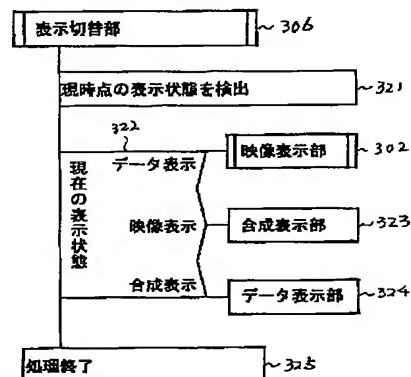 表示切替部 306
現時点の表示状態を検出 321
322
現在の表示状態
データ表示 映像表示部 302
映像表示 合成表示部 323
合成表示 データ表示部 324
処理終了 325